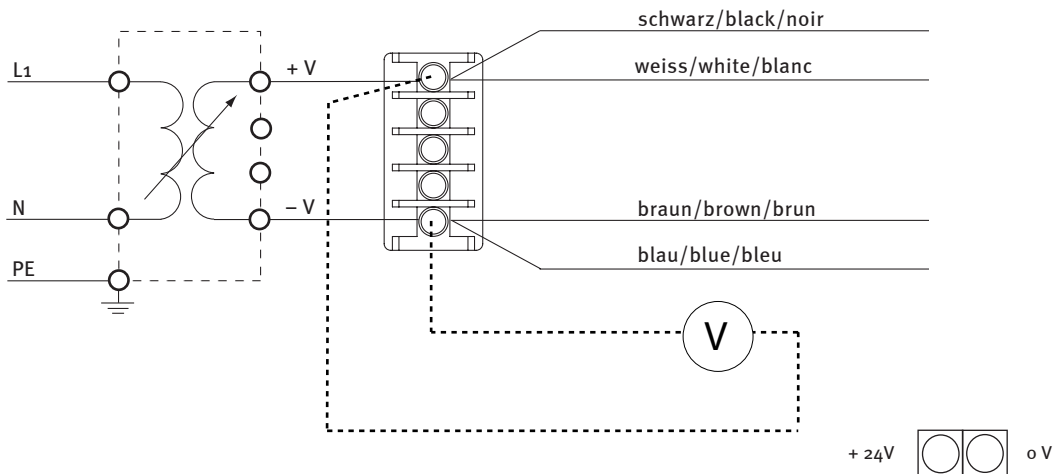 schwarz/black/noir
L1
+ V
weiss/white/blanc
N
– V
braun/brown/brun
PE
blau/blue/bleu
V
+ 24V
0 V